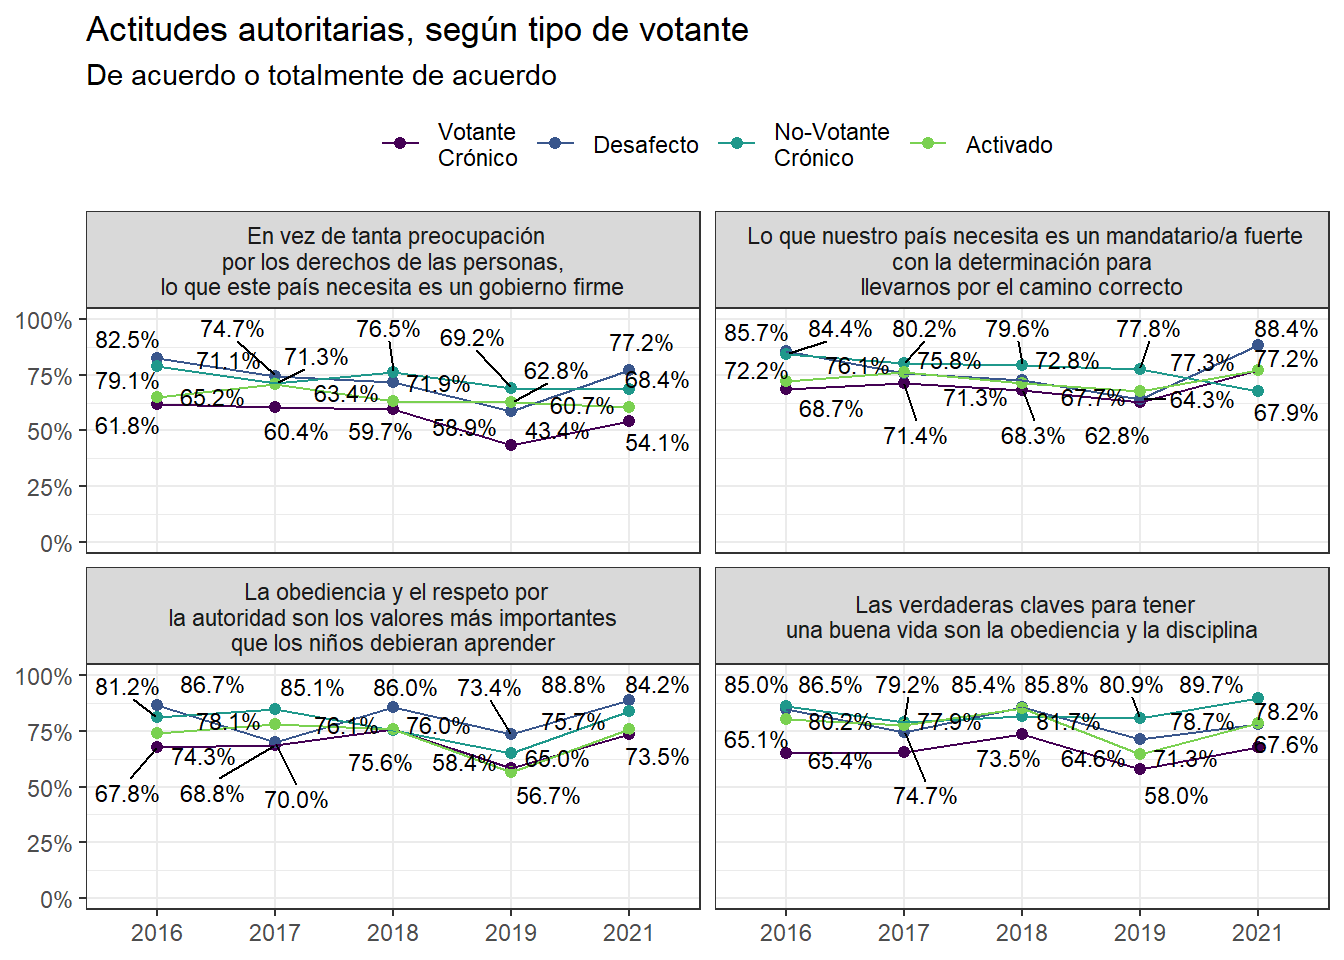 Actitudes autoritarias, según tipo de votante
De acuerdo o totalmente de acuerdo
Votante
Crónico
Desafecto
No-Votante
Crónico
Activado
En vez de tanta preocupación
por los derechos de las personas,
lo que este país necesita es un gobierno firme
Lo que nuestro país necesita es un mandatario/a fuerte
con la determinación para
llevarnos por el camino correcto
100%
75%
50%
25%
0%
82.5% 74.7% 76.5% 69.2% 77.2%
71.1% 71.3% 62.8%
79.1% 65.2% 63.4% 71.9% 60.7% 68.4%
61.8% 60.4% 59.7% 58.9% 43.4% 54.1%
85.7% 84.4% 80.2% 79.6% 77.8% 88.4%
72.2% 76.1% 75.8% 72.8% 77.3% 77.2%
68.7% 71.3% 67.7% 64.3% 67.9%
71.4% 68.3% 62.8%
La obediencia y el respeto por
la autoridad son los valores más importantes
que los niños debieran aprender
Las verdaderas claves para tener
una buena vida son la obediencia y la disciplina
100%
75%
50%
25%
0%
81.2% 86.7% 85.1% 86.0% 73.4% 88.8% 84.2%
78.1% 76.1% 76.0% 75.7%
74.3% 75.6% 58.4% 65.0% 73.5%
67.8% 68.8% 70.0% 56.7%
85.0% 86.5% 79.2% 85.4% 85.8% 80.9% 89.7%
65.1% 80.2% 77.9% 81.7% 78.7% 78.2%
65.4% 73.5% 64.6% 71.3% 67.6%
74.7% 58.0%
2016 2017 2018 2019 2021
2016 2017 2018 2019 2021